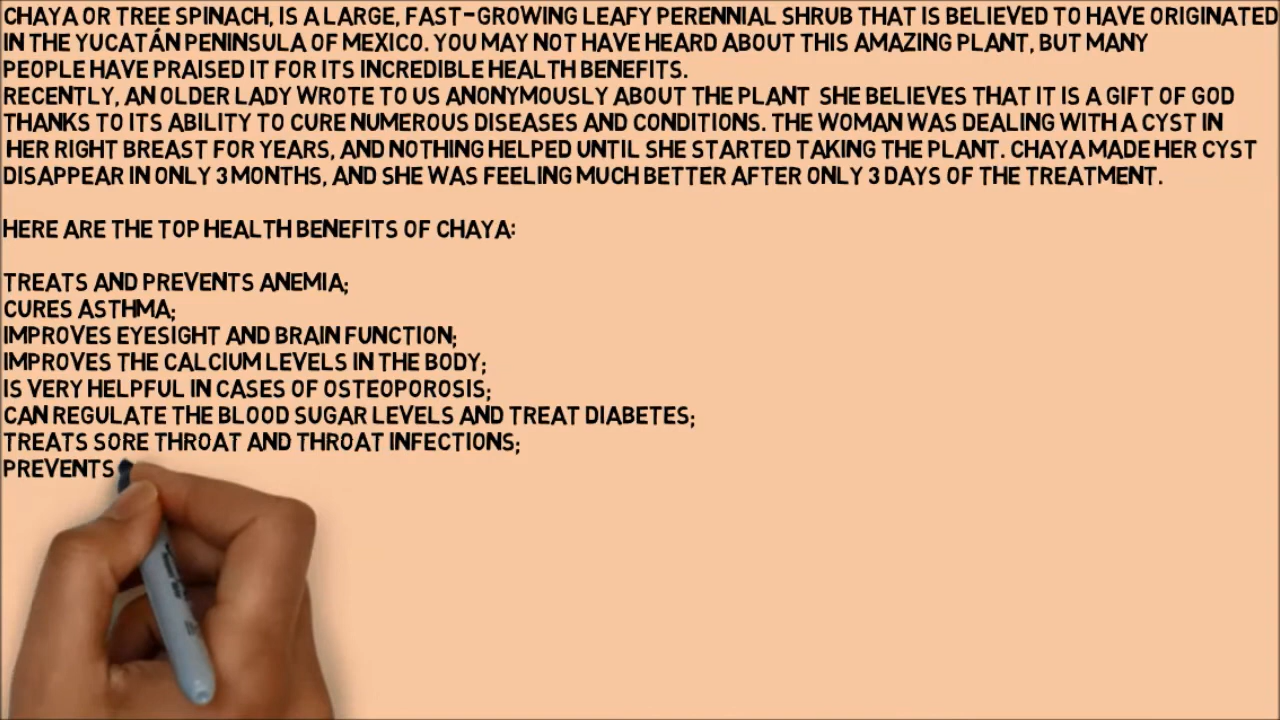 CHAYA OR TREE SPINACH, IS A LARGE, FAST-GROWING LEAFY PERENNIAL SHRUB THAT IS BELIEVED TO HAVE ORIGINATED
IN THE YUCATÁN PENINSULA OF MEXICO. YOU MAY NOT HAVE HEARD ABOUT THIS AMAZING PLANT, BUT MANY
PEOPLE HAVE PRAISED IT FOR ITS INCREDIBLE HEALTH BENEFITS.
RECENTLY, AN OLDER LADY WROTE TO US ANONYMOUSLY ABOUT THE PLANT SHE BELIEVES THAT IT IS A GIFT OF GOD
THANKS TO ITS ABILITY TO CURE NUMEROUS DISEASES AND CONDITIONS. THE WOMAN WAS DEALING WITH A CYST IN
HER RIGHT BREAST FOR YEARS, AND NOTHING HELPED UNTIL SHE STARTED TAKING THE PLANT. CHAYA MADE HER CYST
DISAPPEAR IN ONLY 3 MONTHS, AND SHE WAS FEELING MUCH BETTER AFTER ONLY 3 DAYS OF THE TREATMENT.
HERE ARE THE TOP HEALTH BENEFITS OF CHAYA:
TREATS AND PREVENTS ANEMIA;
CURES ASTHMA;
IMPROVES EYESIGHT AND BRAIN FUNCTION;
IMPROVES THE CALCIUM LEVELS IN THE BODY;
IS VERY HELPFUL IN CASES OF OSTEOPOROSIS;
CAN REGULATE THE BLOOD SUGAR LEVELS AND TREAT DIABETES;
TREATS SORE THROAT AND THROAT INFECTIONS;
PREVENTS